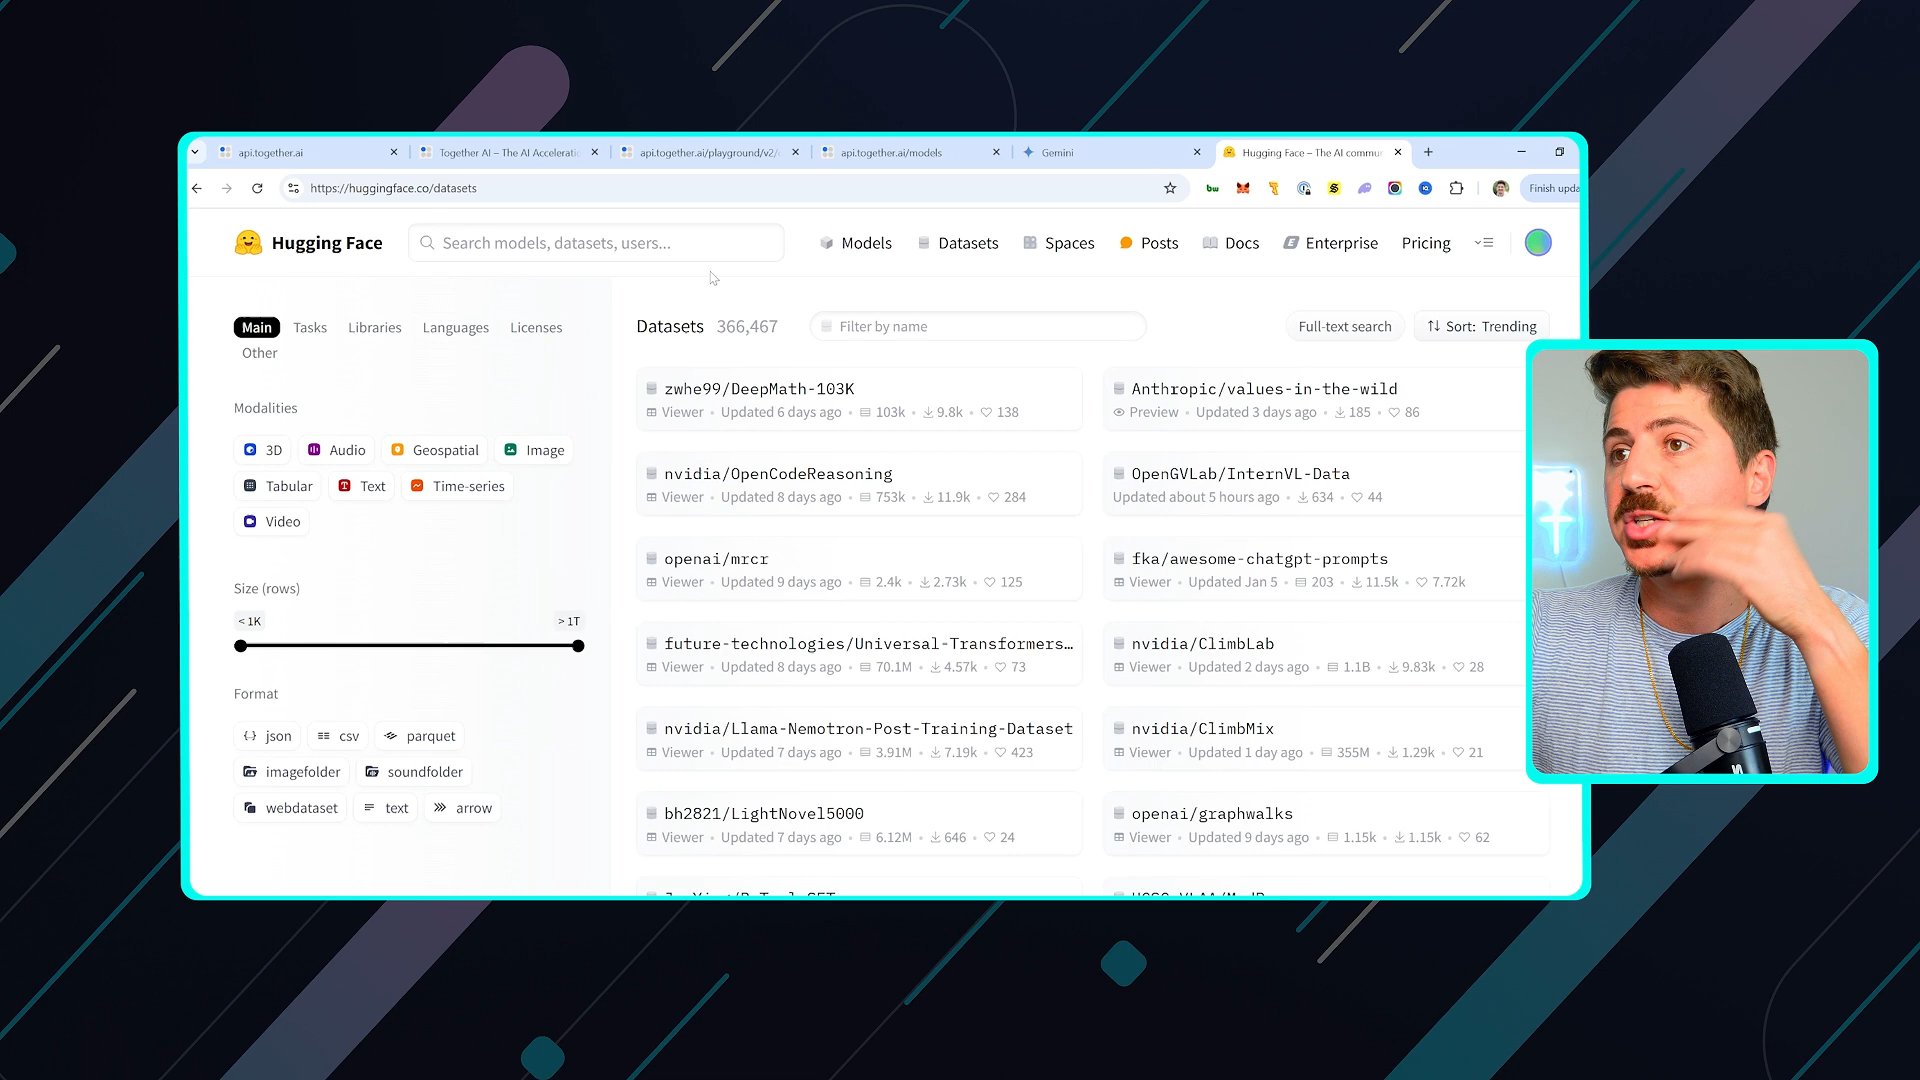 api.together.ai
Together AI – The AI Acceleratic
api.together.ai/playground/v2/
api.together.ai/models
Gemini
Hugging Face – The AI commun
https://huggingface.co/datasets
Finish upda
Hugging Face
Search models, datasets, users...
Models
Datasets
Spaces
Posts
Docs
Enterprise
Pricing
Main Tasks Libraries Languages Licenses
Other
Modalities
3D Audio Geospatial Image
Tabular Text Time-series
Video
Size (rows)
< 1K > 1T
Format
json csv parquet
imagefolder soundfolder
webdataset text arrow
Datasets 366,467
Filter by name
Full-text search
Sort: Trending
zwhe99/DeepMath-103K
Viewer • Updated 6 days ago • 103k • 9.8k • 138
Anthropic/values-in-the-wild
Preview • Updated 3 days ago • 185 • 86
nvidia/OpenCodeReasoning
Viewer • Updated 8 days ago • 753k • 11.9k • 284
OpenGVLab/InternVL-Data
Updated about 5 hours ago • 634 • 44
openai/mrcr
Viewer • Updated 9 days ago • 2.4k • 2.73k • 125
fka/awesome-chatgpt-prompts
Viewer • Updated Jan 5 • 203 • 11.5k • 7.72k
future-technologies/Universal-Transformers…
Viewer • Updated 8 days ago • 70.1M • 4.57k • 73
nvidia/ClimbLab
Viewer • Updated 2 days ago • 1.1B • 9.83k • 28
nvidia/Llama-Nemotron-Post-Training-Dataset
Viewer • Updated 7 days ago • 3.91M • 7.19k • 423
nvidia/ClimbMix
Viewer • Updated 1 day ago • 355M • 1.29k • 21
bh2821/LightNovel5000
Viewer • Updated 7 days ago • 6.12M • 646 • 24
openai/graphwalks
Viewer • Updated 9 days ago • 1.15k • 1.15k • 62